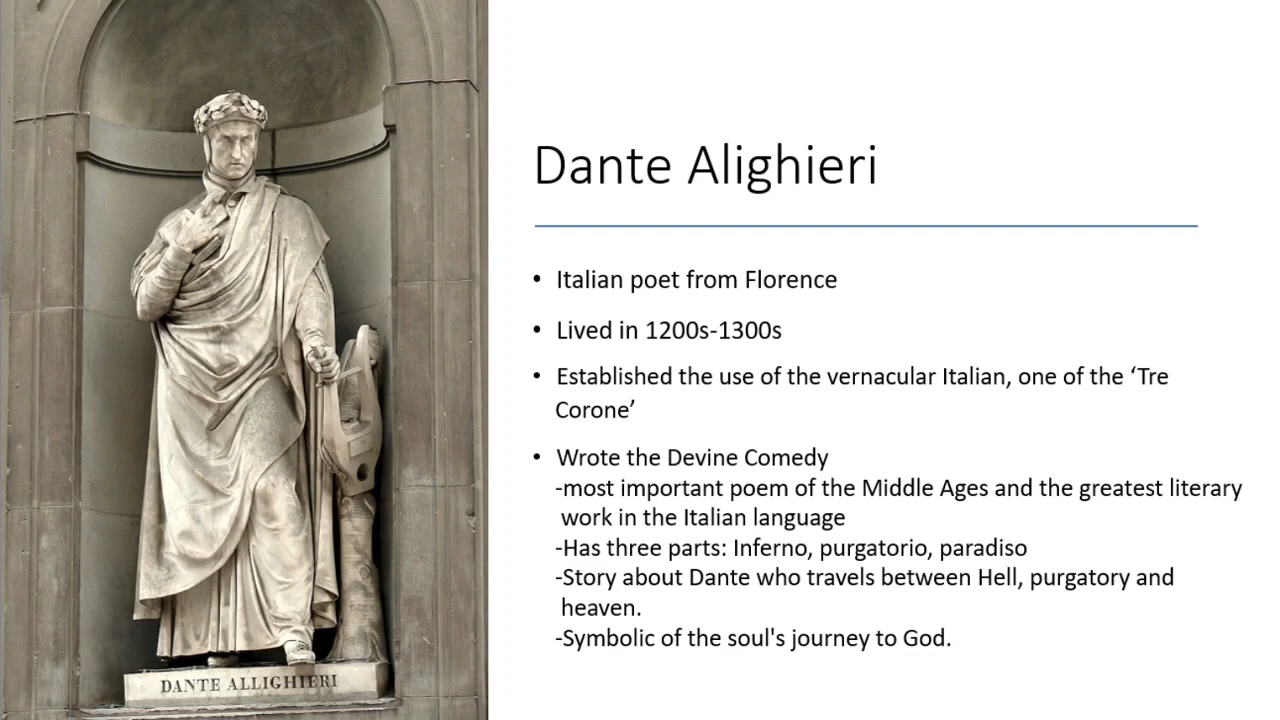 Dante Alighieri
• Italian poet from Florence
• Lived in 1200s-1300s
• Established the use of the vernacular Italian, one of the ‘Tre
Corone’
• Wrote the Devine Comedy
-most important poem of the Middle Ages and the greatest literary
work in the Italian language
-Has three parts: Inferno, purgatorio, paradiso
-Story about Dante who travels between Hell, purgatory and
heaven.
-Symbolic of the soul's journey to God.
DANTE ALLIGHIERI